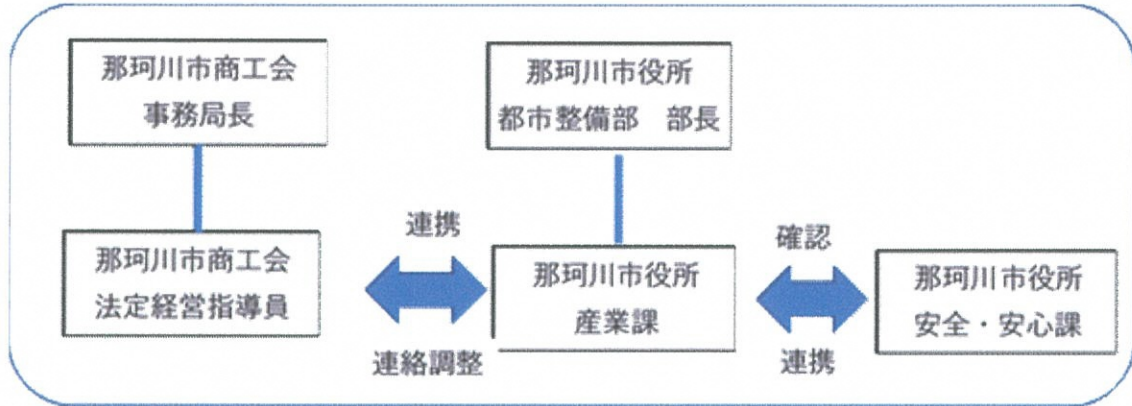 那珂川市商工会
事務局長
那珂川市役所
都市整備部　部長
那珂川市商工会
法定経営指導員
連携
連絡調整
那珂川市役所
産業課
確認
連携
那珂川市役所
安全・安心課